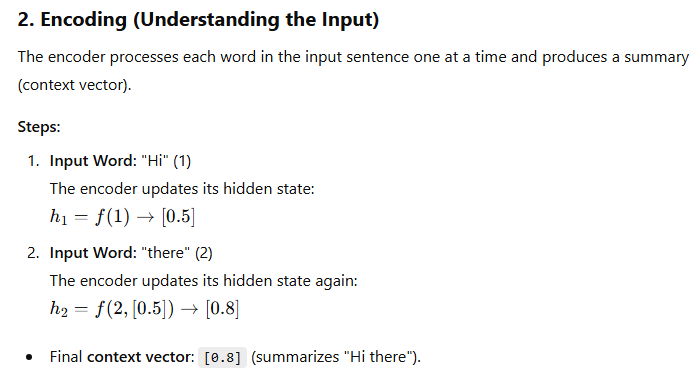 2. Encoding (Understanding the Input)
The encoder processes each word in the input sentence one at a time and produces a summary
(context vector).
Steps:
1. Input Word: "Hi" (1)
The encoder updates its hidden state:
h₁ = f(1) → [0.5]
2. Input Word: "there" (2)
The encoder updates its hidden state again:
h₂ = f(2, [0.5]) → [0.8]
• Final context vector: [0.8] (summarizes "Hi there").